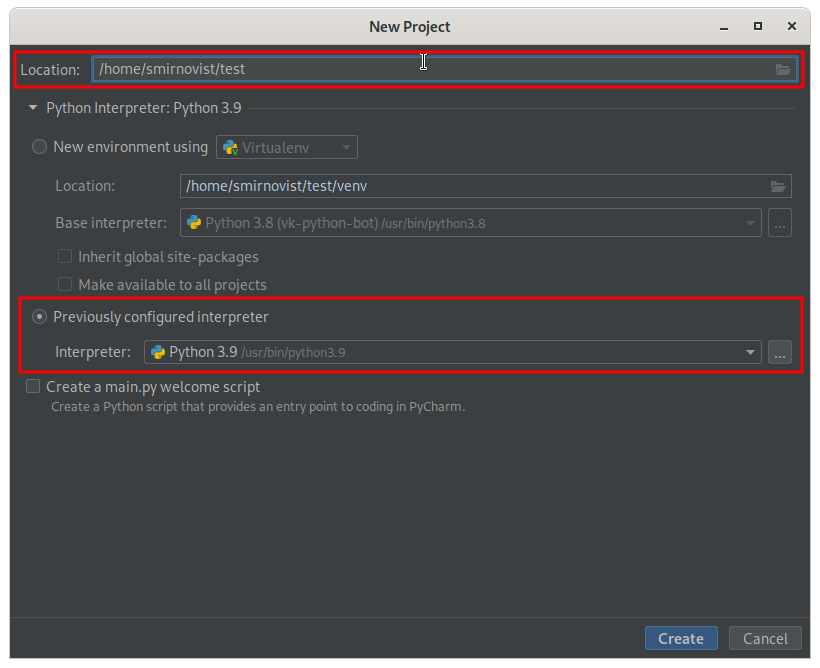 New Project
Location: /home/smirnovist/test
Python Interpreter: Python 3.9
New environment using Virtualenv
Location: /home/smirnovist/test/venv
Base interpreter: Python 3.8 (vk-python-bot) /usr/bin/python3.8 ...
Inherit global site-packages
Make available to all projects
Previously configured interpreter
Interpreter: Python 3.9 /usr/bin/python3.9 ...
Create a main.py welcome script
Create a Python script that provides an entry point to coding in PyCharm.
Create Cancel